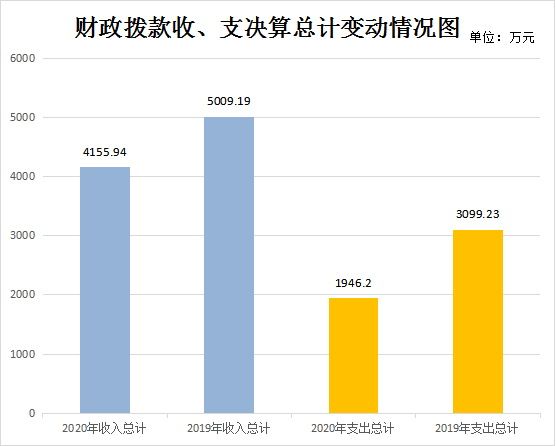 财政拨款收、支决算总计变动情况图
单位：万元
6000
5000
4000
3000
2000
1000
0
4155.94
5009.19
1946.2
3099.23
2020年收入总计
2019年收入总计
2020年支出总计
2019年支出总计